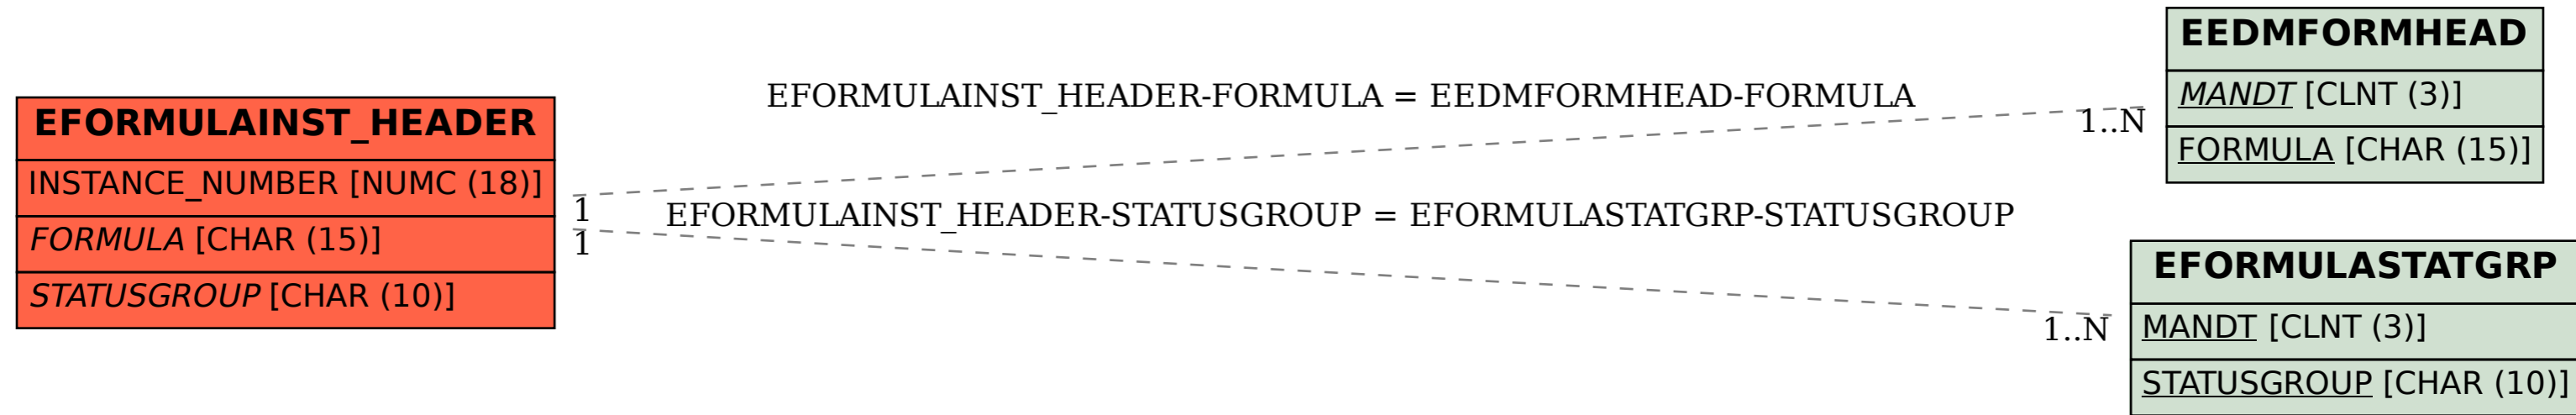 EFORMULAINST_HEADER
INSTANCE_NUMBER [NUMC (18)]
FORMULA [CHAR (15)]
STATUSGROUP [CHAR (10)]
EFORMULAINST_HEADER-FORMULA = EEDMFORMHEAD-FORMULA
1
1..N
EFORMULAINST_HEADER-STATUSGROUP = EFORMULASTATGRP-STATUSGROUP
1
1..N
EEDMFORMHEAD
MANDT [CLNT (3)]
FORMULA [CHAR (15)]
EFORMULASTATGRP
MANDT [CLNT (3)]
STATUSGROUP [CHAR (10)]